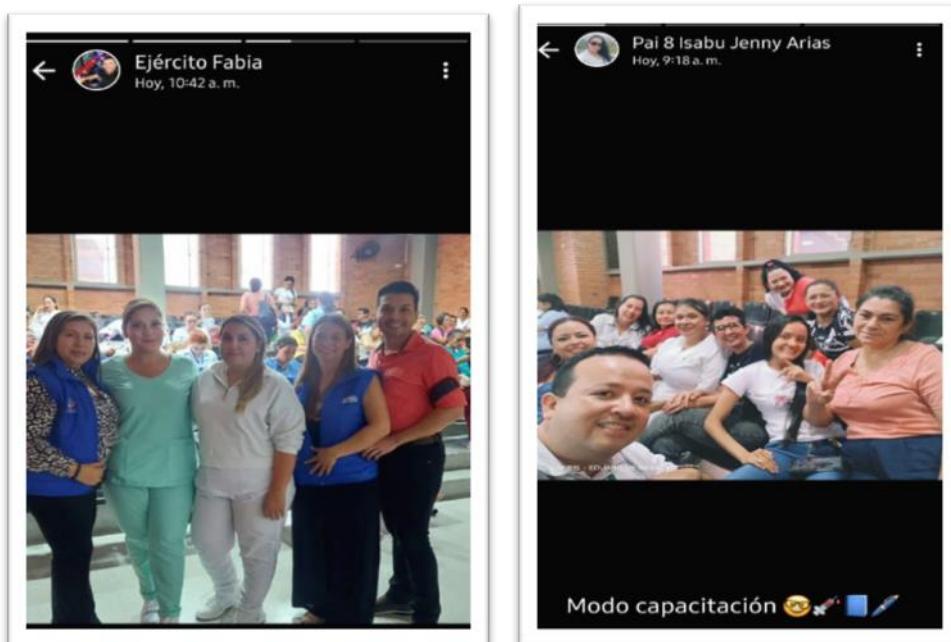 Ejército Fabia
Hoy, 10:42 a. m.
Pai 8 Isabu Jenny Arias
Hoy, 9:18 a. m.
Modo capacitación 🤓💉📘🖊️